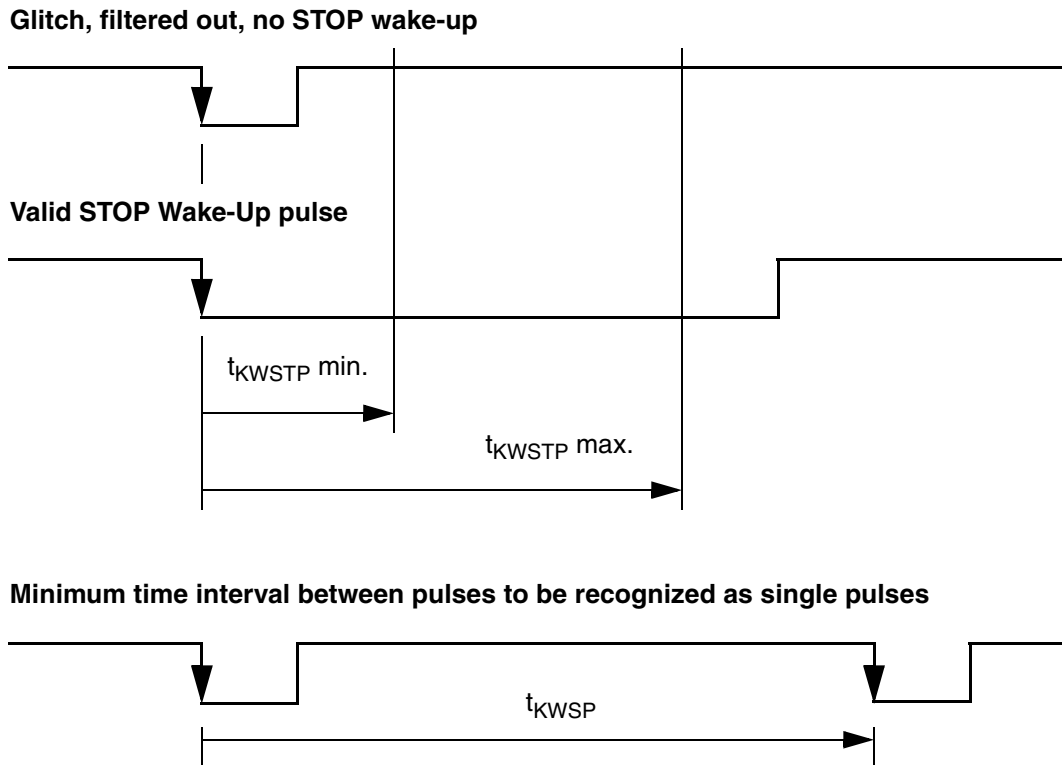 Glitch, filtered out, no STOP wake-up
Valid STOP Wake-Up pulse
tKWSTP min.
tKWSTP max.
Minimum time interval between pulses to be recognized as single pulses
tKWSP